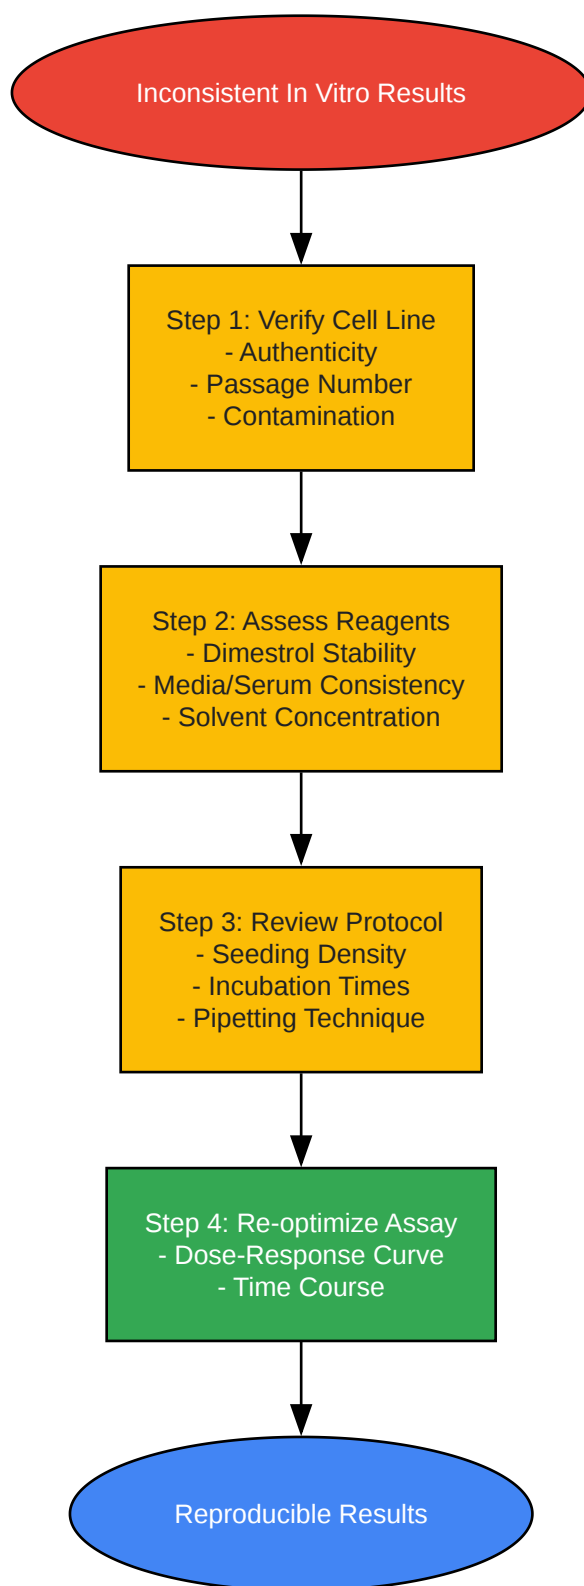 Inconsistent In Vitro Results
Step 1: Verify Cell Line
- Authenticity
- Passage Number
- Contamination
Step 2: Assess Reagents
- Dimestrol Stability
- Media/Serum Consistency
- Solvent Concentration
Step 3: Review Protocol
- Seeding Density
- Incubation Times
- Pipetting Technique
Step 4: Re-optimize Assay
- Dose-Response Curve
- Time Course
Reproducible Results